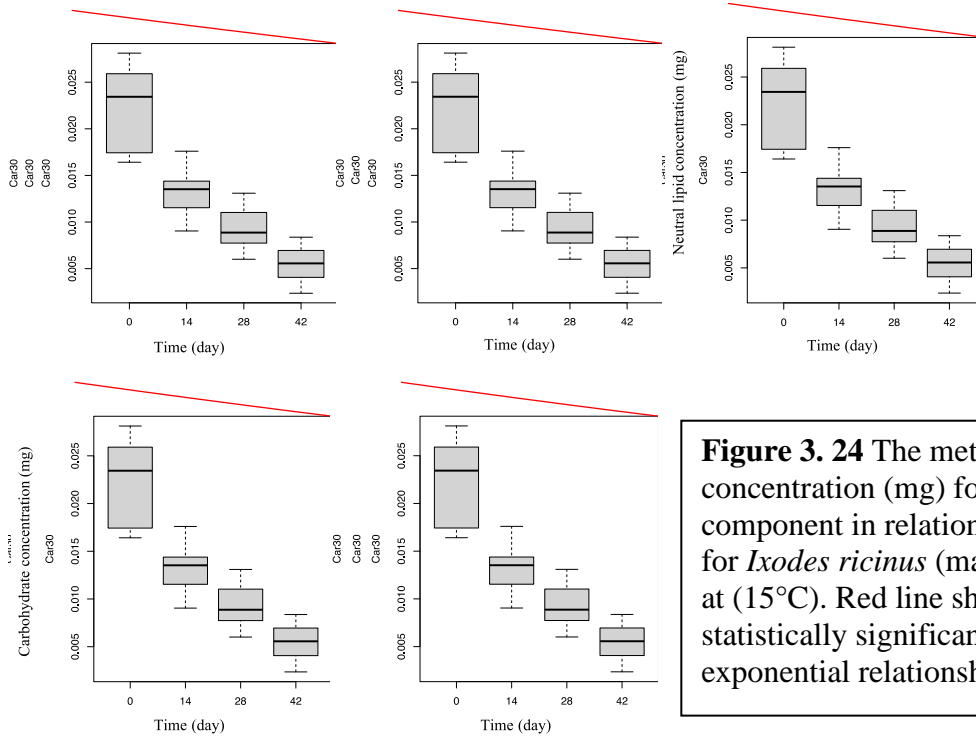 Car30
Car30
Car30
0.025
0.020
0.015
0.010
0.005
0 14 28 42
Time (day)
Car30
Car30
Car30
0.025
0.020
0.015
0.010
0.005
0 14 28 42
Time (day)
Neutral lipid concentration (mg)
Car30
0.025
0.020
0.015
0.010
0.005
0 14 28 42
Time (day)
Carbohydrate concentration (mg)
Car30
0.025
0.020
0.015
0.010
0.005
0 14 28 42
Time (day)
Car30
Car30
Car30
0.025
0.020
0.015
0.010
0.005
0 14 28 42
Time (day)
Figure 3. 24 The met
concentration (mg) fo
component in relation
for Ixodes ricinus (ma
at (15°C). Red line sh
statistically significan
exponential relationsh